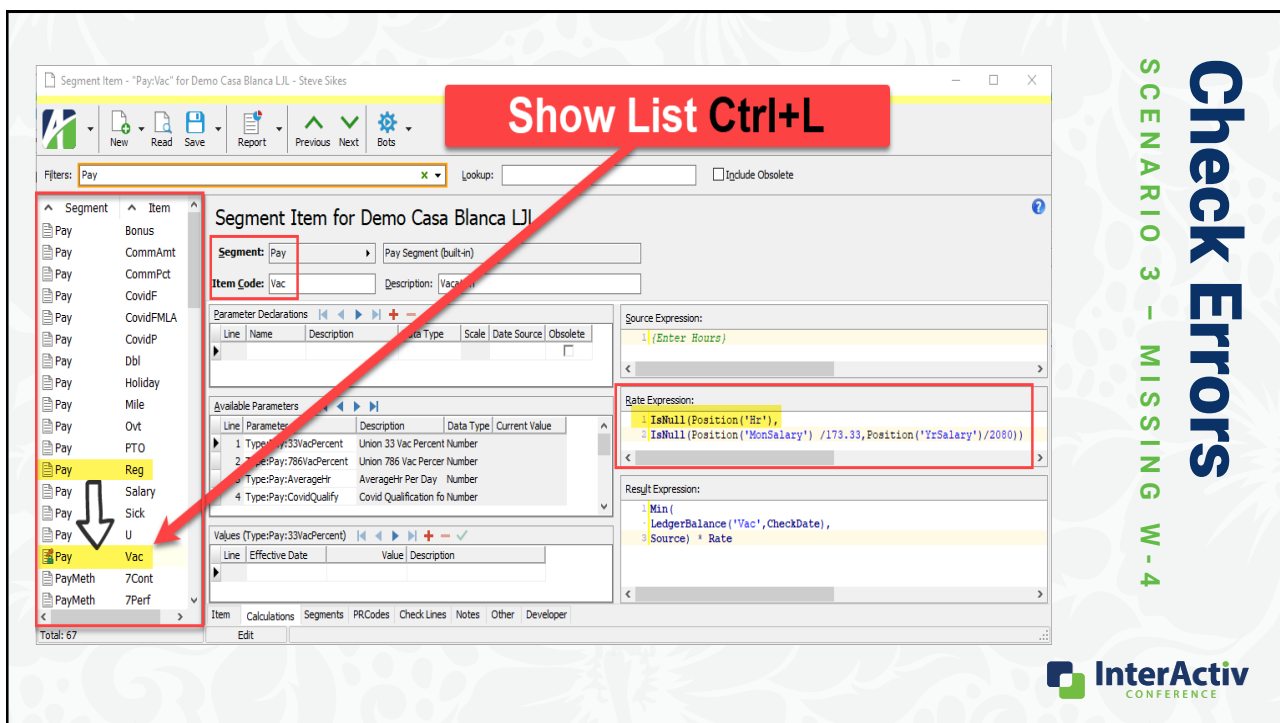 Segment Item - "Pay:Vac" for Demo Casa Blanca LJL - Steve Sikes
Show List Ctrl+L
New Read Save Report Previous Next Bots
Filters: Pay Lookup: Include Obsolete
Segment Item
Pay Bonus
Pay CommAmt
Pay CommPct
Pay CovidF
Pay CovidFMLA
Pay CovidP
Pay Dbl
Pay Holiday
Pay Mile
Pay Ovt
Pay PTO
Pay Reg
Pay Salary
Pay Sick
Pay U
Pay Vac
PayMeth 7Cont
PayMeth 7Perf
Total: 67
Segment Item for Demo Casa Blanca LJL
Segment: Pay Pay Segment (built-in)
Item Code: Vac Description:
Parameter Declarations
Line Name Description Data Type Scale Date Source Obsolete
Available Parameters
Line Parameter Description Data Type Current Value
1 Type:Pay:33VacPercent Union 33 Vac Percent Number
2 Type:Pay:786VacPercent Union 786 Vac Percer Number
3 Type:Pay:AverageHr AverageHr Per Day Number
4 Type:Pay:CovidQualify Covid Qualification fo Number
Values (Type:Pay:33VacPercent)
Line Effective Date Value Description
Source Expression:
1 {Enter Hours}
Rate Expression:
1 IsNull(Position('Hr'),
2 IsNull(Position('MonSalary') /173.33,Position('YrSalary')/2080))
Result Expression:
1 Min(
LedgerBalance('Vac',CheckDate),
3 Source) * Rate
Item Calculations Segments PRCodes Check Lines Notes Other Developer
Edit
Check Errors
SCENARIO 3 – MISSING W-4
InterActiv
CONFERENCE